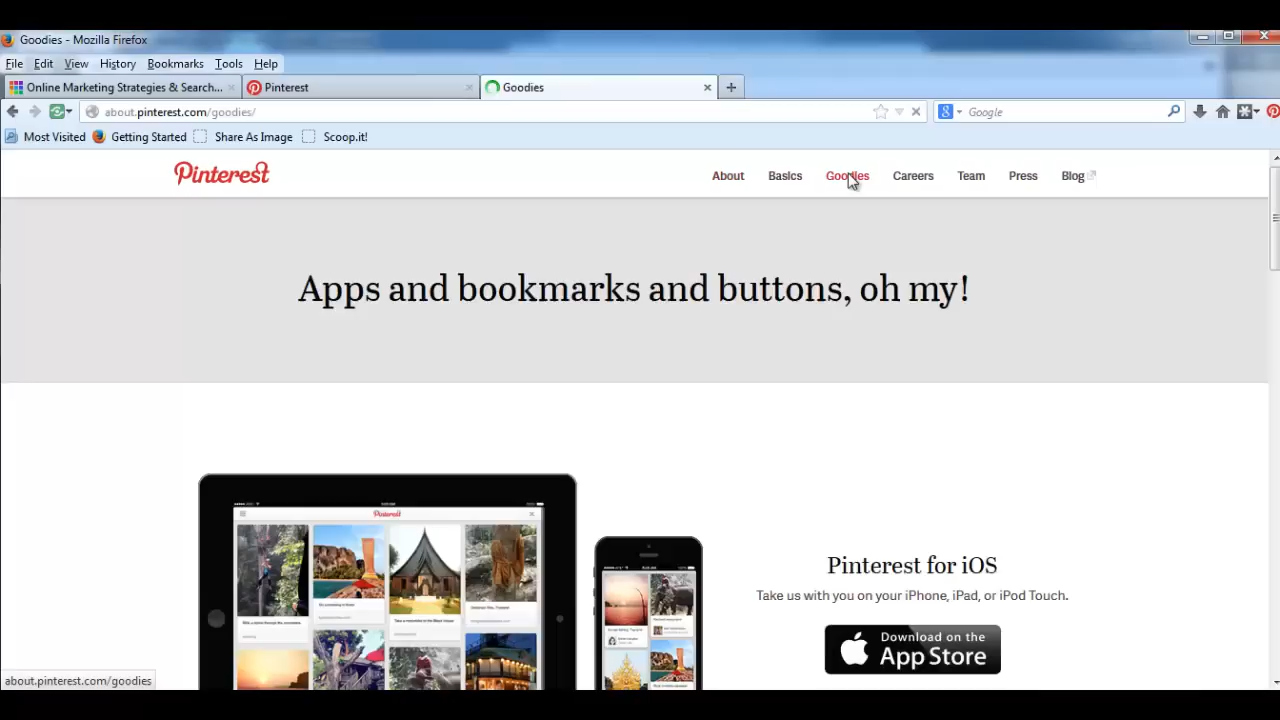 Goodies - Mozilla Firefox
File Edit View History Bookmarks Tools Help
Online Marketing Strategies & Search... Pinterest Goodies
about.pinterest.com/goodies/ Google
Most Visited Getting Started Share As Image Scoop.it!
Pinterest About Basics Goodies Careers Team Press Blog
Apps and bookmarks and buttons, oh my!
Pinterest
Pinterest for iOS
Take us with you on your iPhone, iPad, or iPod Touch.
Download on the
App Store
about.pinterest.com/goodies